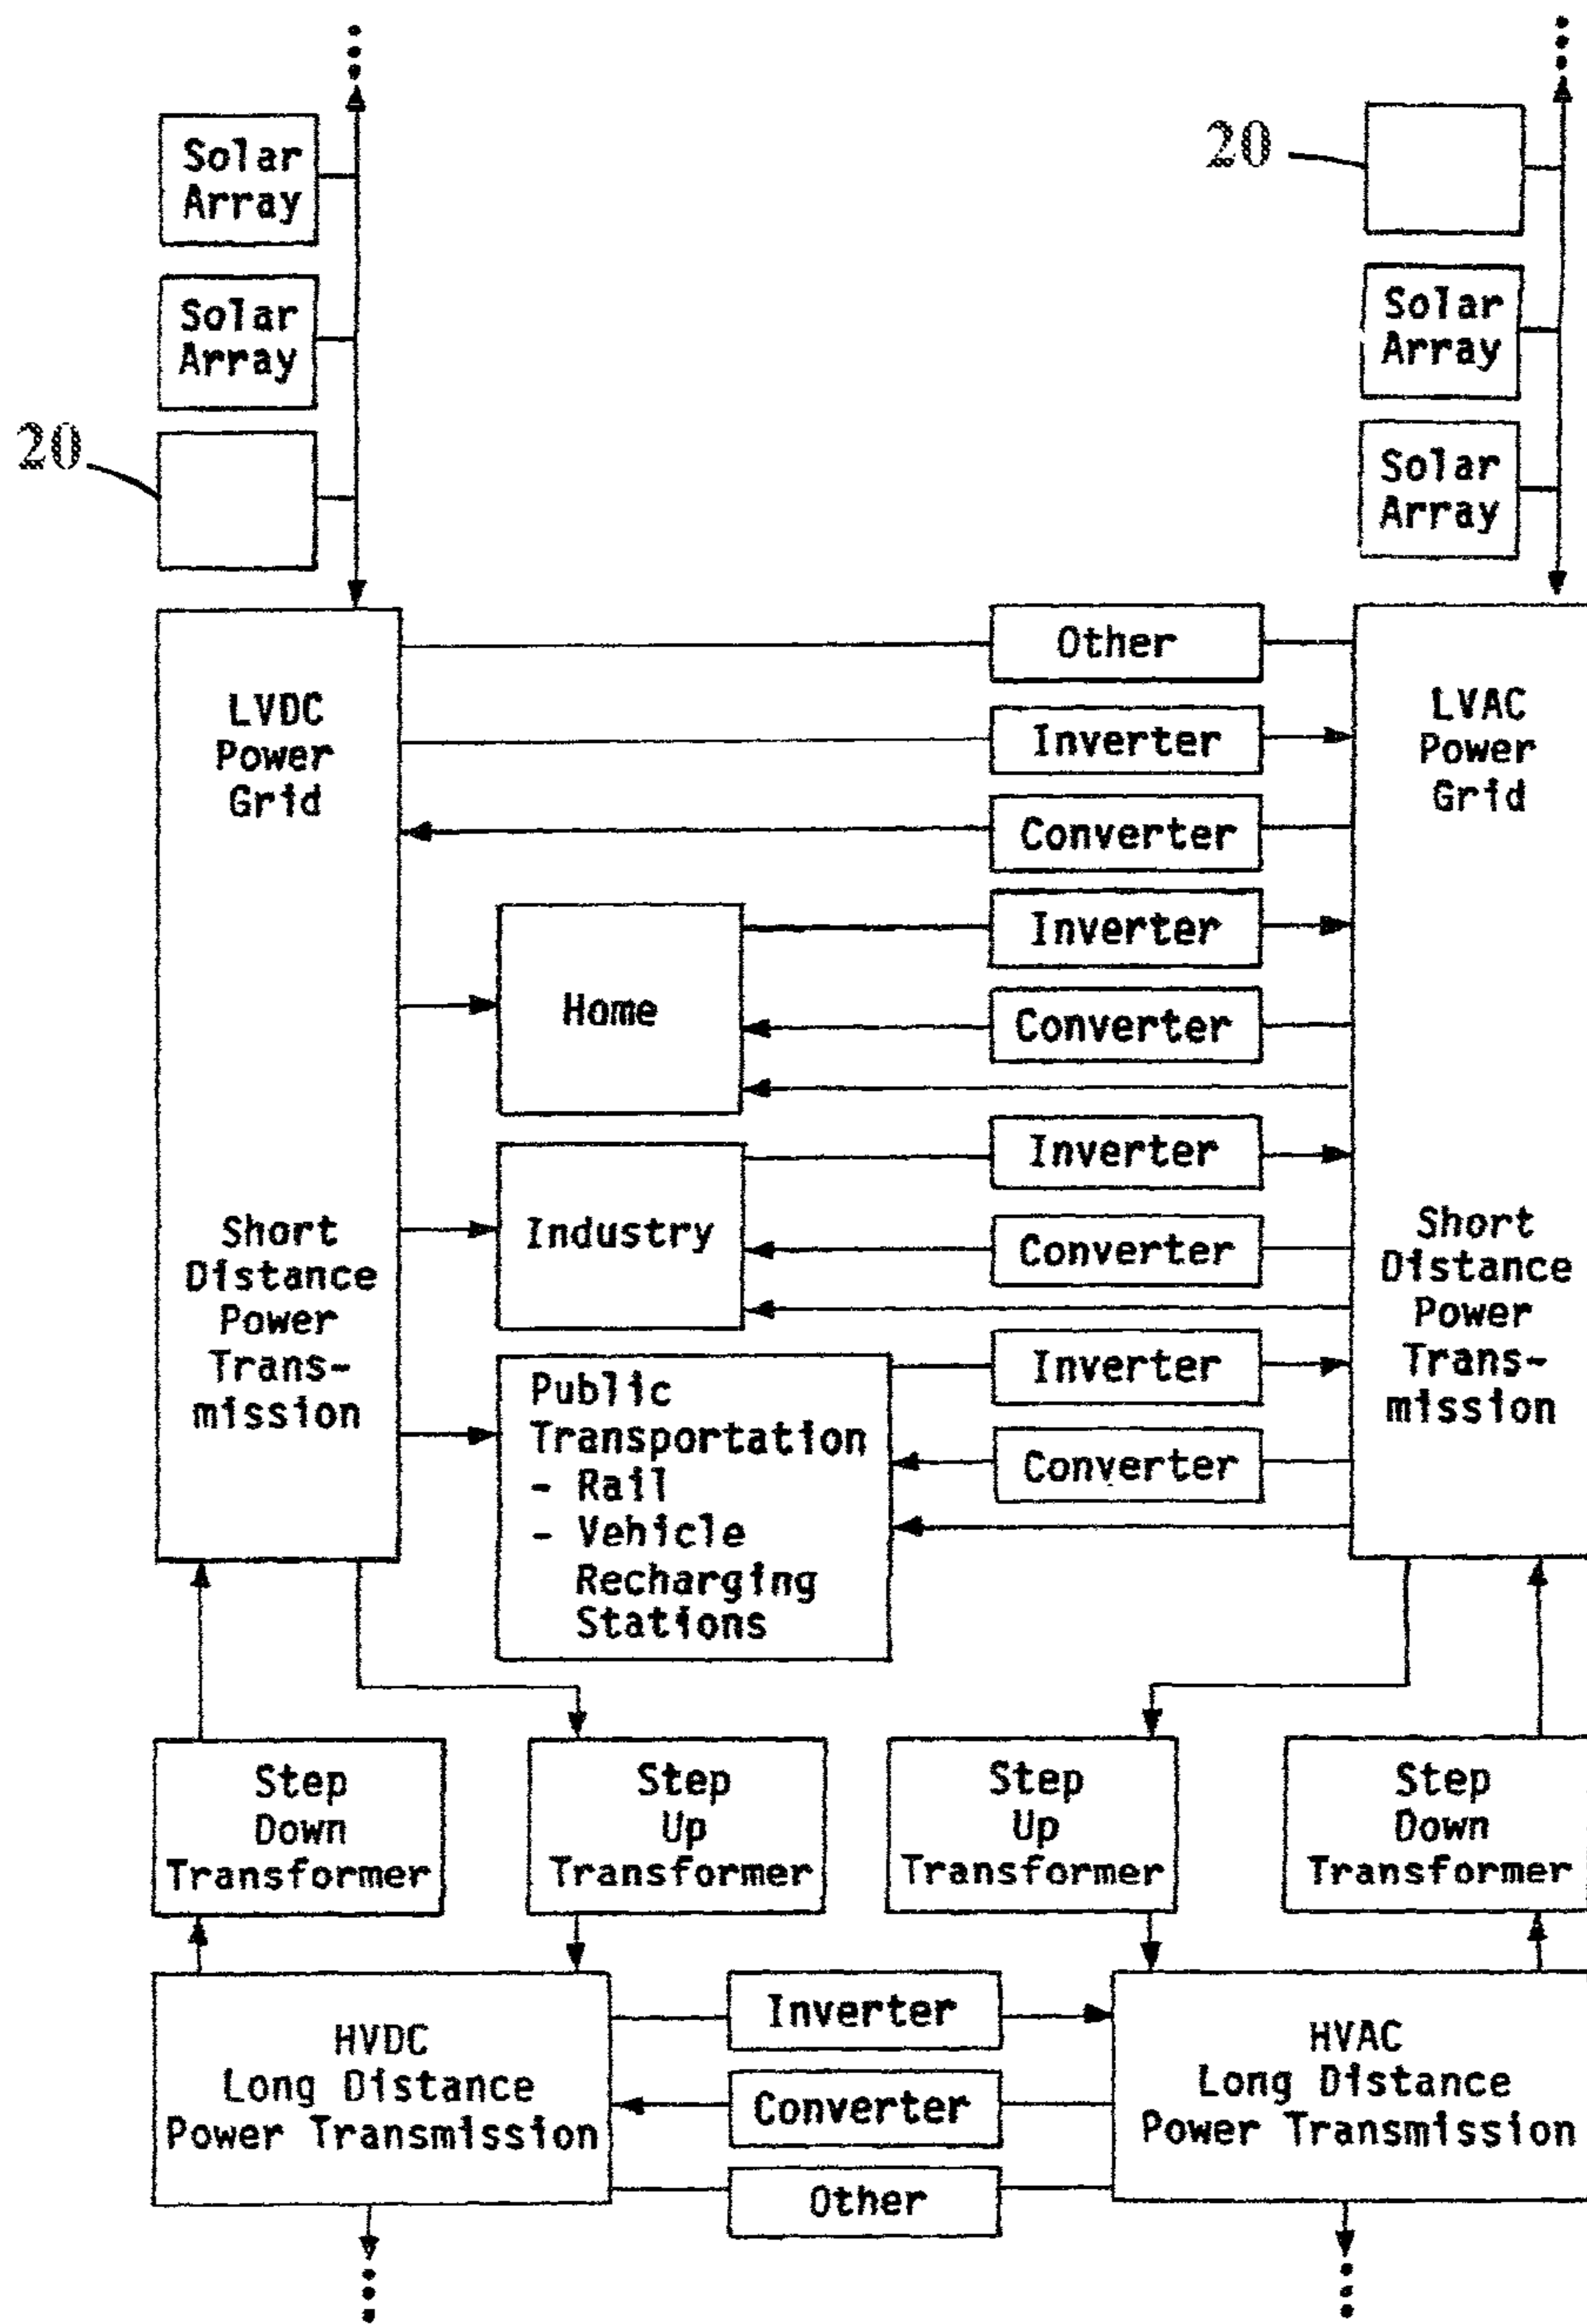 Solar
Array
20
Solar
Array
Solar
Array
20
Solar
Array
LVDC
Power
Grid
Short
Distance
Power
Trans-
mission
Other
Inverter
Converter
Inverter
Converter
Inverter
Converter
Inverter
Converter
Home
Industry
Public
Transportation
- Rail
- Vehicle
Recharging
Stations
LVAC
Power
Grid
Short
Distance
Power
Trans-
mission
Step
Down
Transformer
Step
Up
Transformer
Step
Up
Transformer
Step
Down
Transformer
HVDC
Long Distance
Power Transmission
Inverter
Converter
Other
HVAC
Long Distance
Power Transmission